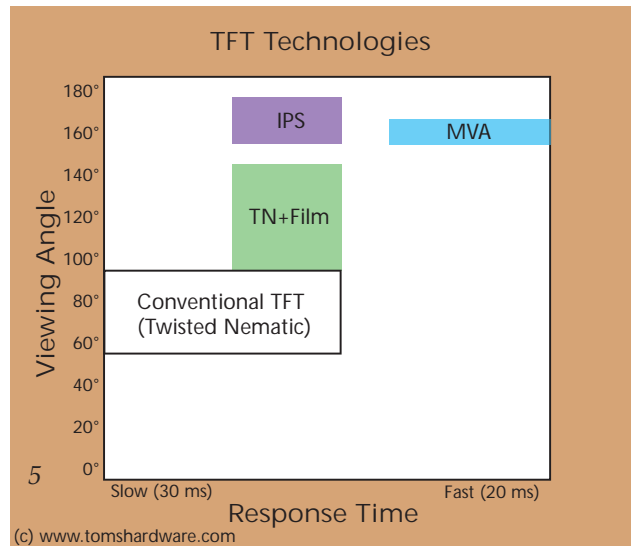 TFT Technologies
Viewing Angle
180°
160°
140°
120°
100°
80°
60°
40°
20°
0°
IPS
MVA
TN+Film
Conventional TFT
(Twisted Nematic)
5
Slow (30 ms)
Fast (20 ms)
Response Time
(c) www.tomshardware.com